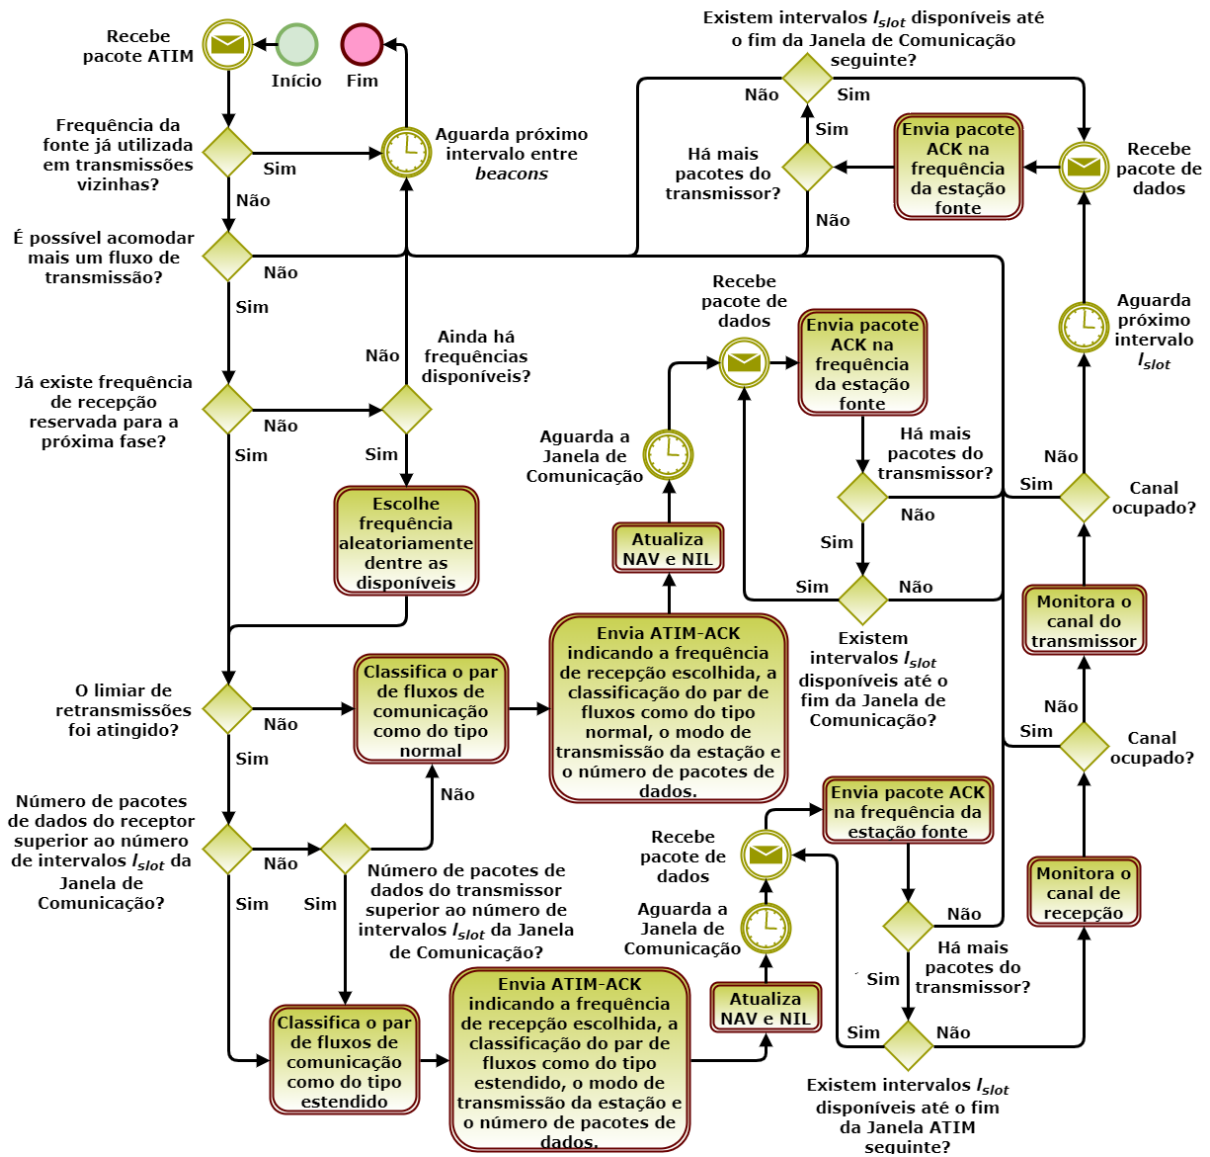 Recebe
pacote ATIM
Início
Fim
Existem intervalos I_slot disponíveis até
o fim da Janela de Comunicação
seguinte?
Não
Sim
Frequência da
fonte já utilizada
em transmissões
vizinhas?
Sim
Não
Aguarda próximo
intervalo entre
beacons
Sim
Há mais
pacotes do
transmissor?
Não
Envia pacote
ACK na
frequência
da estação
fonte
Recebe
pacote de
dados
É possível acomodar
mais um fluxo de
transmissão?
Não
Sim
Recebe
pacote de
dados
Envia pacote
ACK na
frequência
da estação
fonte
Aguarda
próximo
intervalo
I_slot
Ainda há
frequências
disponíveis?
Não
Sim
Já existe frequência
de recepção
reservada para a
próxima fase?
Não
Sim
Aguarda a
Janela de
Comunicação
Há mais
pacotes do
transmissor?
Não
Sim
Não
Sim
Canal
ocupado?
Escolhe
frequência
aleatoriamente
dentre as
disponíveis
Atualiza
NAV e NIL
Sim
Não
Existem
intervalos I_slot
disponíveis até o
fim da Janela de
Comunicação?
Monitora o
canal do
transmissor
Não
Sim
Canal
ocupado?
O limiar de
retransmissões
foi atingido?
Não
Sim
Classifica o par
de fluxos de
comunicação
como do tipo
normal
Envia ATIM-ACK
indicando a frequência
de recepção escolhida, a
classificação do par de
fluxos como do tipo
normal, o modo de
transmissão da estação e
o número de pacotes de
dados.
Número de pacotes
de dados do receptor
superior ao número
de intervalos I_slot da
Janela de
Comunicação?
Não
Sim
Não
Sim
Número de pacotes de
dados do transmissor
superior ao número de
intervalos I_slot da Janela
de Comunicação?
Recebe
pacote de
dados
Envia pacote ACK
na frequência da
estação fonte
Monitora o
canal de
recepção
Aguarda a
Janela de
Comunicação
Não
Há mais
pacotes do
transmissor?
Sim
Atualiza
NAV e NIL
Sim
Não
Existem intervalos I_slot
disponíveis até o fim
da Janela ATIM
seguinte?
Classifica o par
de fluxos de
comunicação
como do tipo
estendido
Envia ATIM-ACK
indicando a frequência
de recepção escolhida, a
classificação do par de
fluxos como do tipo
estendido, o modo de
transmissão da estação e
o número de pacotes de
dados.